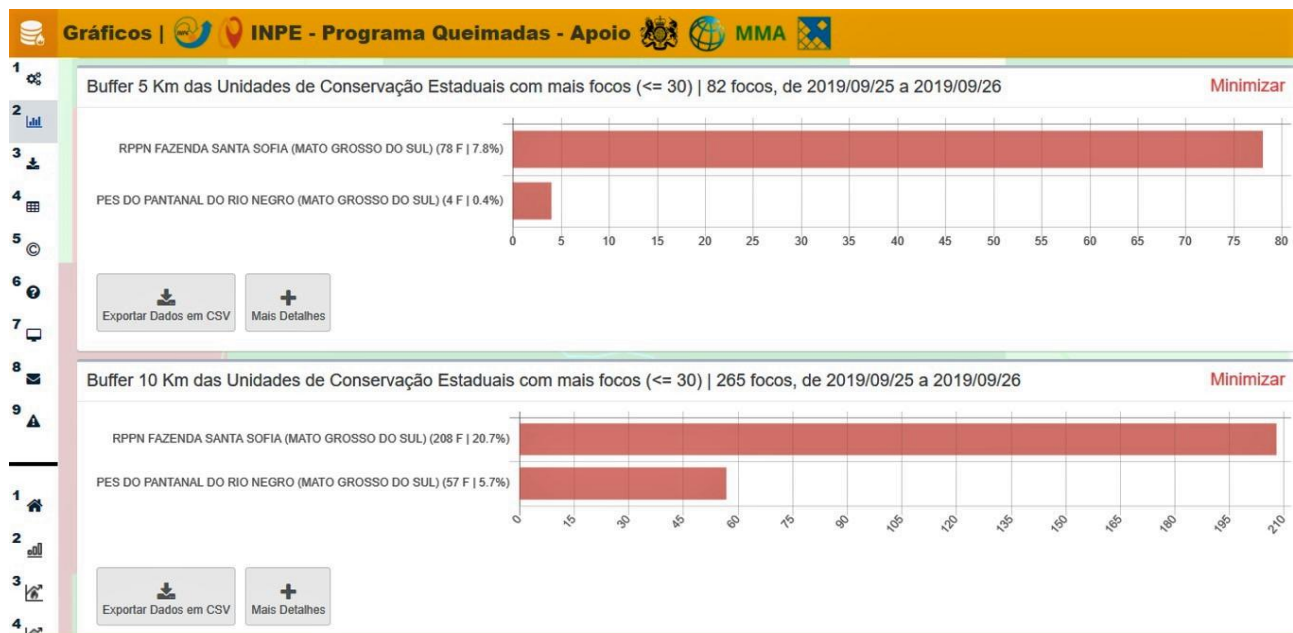 Gráficos | INPE - Programa Queimadas - Apoio MMA
1
2
3
4
5
6
7
8
9
1
2
3
4
Buffer 5 Km das Unidades de Conservação Estaduais com mais focos (<= 30) | 82 focos, de 2019/09/25 a 2019/09/26 Minimizar
RPPN FAZENDA SANTA SOFIA (MATO GROSSO DO SUL) (78 F | 7.8%)
PES DO PANTANAL DO RIO NEGRO (MATO GROSSO DO SUL) (4 F | 0.4%)
0 5 10 15 20 25 30 35 40 45 50 55 60 65 70 75 80
Exportar Dados em CSV Mais Detalhes
Buffer 10 Km das Unidades de Conservação Estaduais com mais focos (<= 30) | 265 focos, de 2019/09/25 a 2019/09/26 Minimizar
RPPN FAZENDA SANTA SOFIA (MATO GROSSO DO SUL) (208 F | 20.7%)
PES DO PANTANAL DO RIO NEGRO (MATO GROSSO DO SUL) (57 F | 5.7%)
0 15 30 45 60 75 90 105 120 135 150 165 180 195 210
Exportar Dados em CSV Mais Detalhes